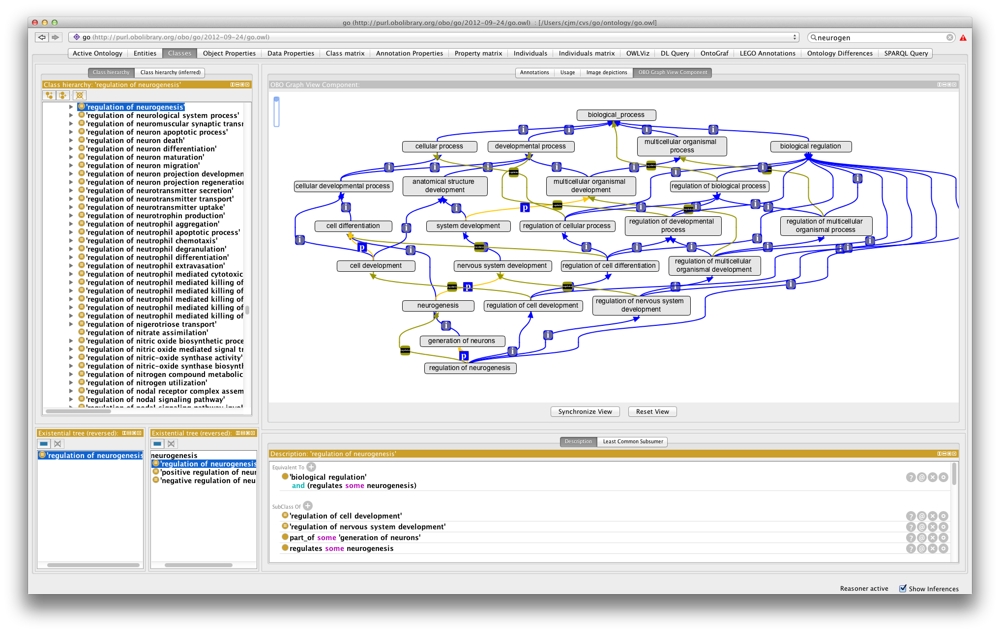 go (http://purl.obolibrary.org/obo/go/2012-09-24/go.owl) : [/Users/cjm/cvs/go/ontology/go.owl]
go (http://purl.obolibrary.org/obo/go/2012-09-24/go.owl)
neurogen
Active Ontology Entities Classes Object Properties Data Properties Class matrix Annotation Properties Property matrix Individuals Individuals matrix OWLViz DL Query OntoGraf LEGO Annotations Ontology Differences SPARQL Query
Class hierarchy Class hierarchy (inferred)
Class hierarchy: 'regulation of neurogenesis'
'regulation of neurogenesis'
'regulation of neurological system process'
'regulation of neuromuscular synaptic transr
'regulation of neuron apoptotic process'
'regulation of neuron death'
'regulation of neuron differentiation'
'regulation of neuron maturation'
'regulation of neuron migration'
'regulation of neuron projection developmen
'regulation of neuron projection regeneration
'regulation of neurotransmitter secretion'
'regulation of neurotransmitter transport'
'regulation of neurotransmitter uptake'
'regulation of neurotrophin production'
'regulation of neutrophil aggregation'
'regulation of neutrophil apoptotic process'
'regulation of neutrophil chemotaxis'
'regulation of neutrophil degranulation'
'regulation of neutrophil differentiation'
'regulation of neutrophil extravasation'
'regulation of neutrophil mediated cytotoxic
'regulation of neutrophil mediated killing of
'regulation of neutrophil mediated killing of
'regulation of neutrophil mediated killing of
'regulation of neutrophil mediated killing of
'regulation of neutrophil mediated killing of
'regulation of nigerotriose transport'
'regulation of nitrate assimilation'
'regulation of nitric oxide biosynthetic proce
'regulation of nitric oxide mediated signal tr
'regulation of nitric-oxide synthase activity'
'regulation of nitric-oxide synthase biosynth
'regulation of nitrogen compound metabolic
'regulation of nitrogen utilization'
'regulation of nodal receptor complex assem
'regulation of nodal signaling pathway'
'regulation of nodal signaling pathway invol
Annotations Usage Image depictions OBO Graph View Component
OBO Graph View Component:
biological_process
cellular process
developmental process
multicellular organismal
process
biological regulation
cellular developmental process
anatomical structure
development
multicellular organismal
development
regulation of biological process
cell differentiation
system development
regulation of cellular process
regulation of developmental
process
regulation of multicellular
organismal process
cell development
nervous system development
regulation of cell differentiation
regulation of multicellular
organismal development
neurogenesis
regulation of cell development
regulation of nervous system
development
generation of neurons
regulation of neurogenesis
Synchronize View Reset View
Existential tree (reversed):
'regulation of neurogenesis
Existential tree (reversed):
neurogenesis
'regulation of neurogenesis
'positive regulation of neur
'negative regulation of neu
Description Least Common Subsumer
Description: 'regulation of neurogenesis'
Equivalent To
'biological regulation'
and (regulates some neurogenesis)
SubClass Of
'regulation of cell development'
'regulation of nervous system development'
part_of some 'generation of neurons'
regulates some neurogenesis
Reasoner active Show Inferences